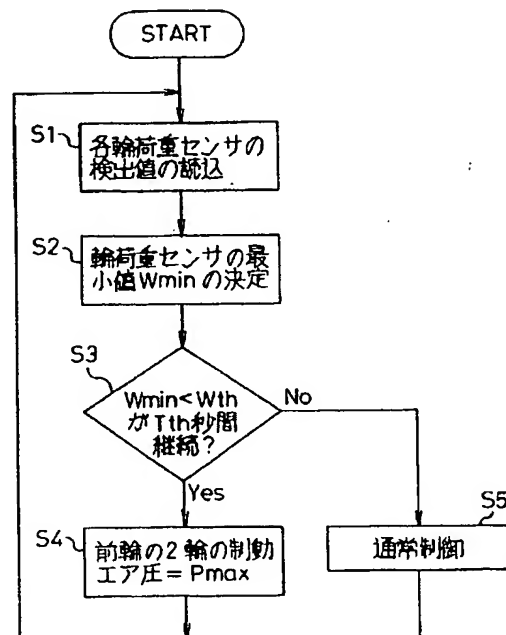 START
S1
各輪荷重センサの
検出値の読込
S2
輪荷重センサの最
小値Wminの決定
S3
Wmin<Wth
がTth秒間
継続?
No
Yes
S4
前輪の2輪の制動
エア圧=Pmax
S5
通常制御